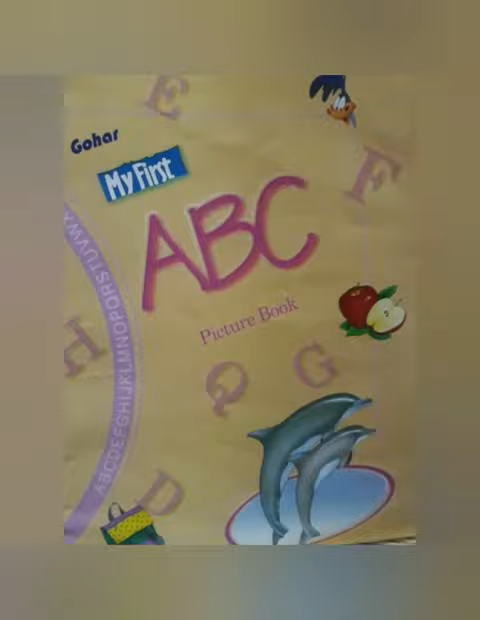 E
Gohar
My First
F
ABC
Picture Book
H
G
Q
ABCDEFGHIJKLMNOPQRSTUVWX
D